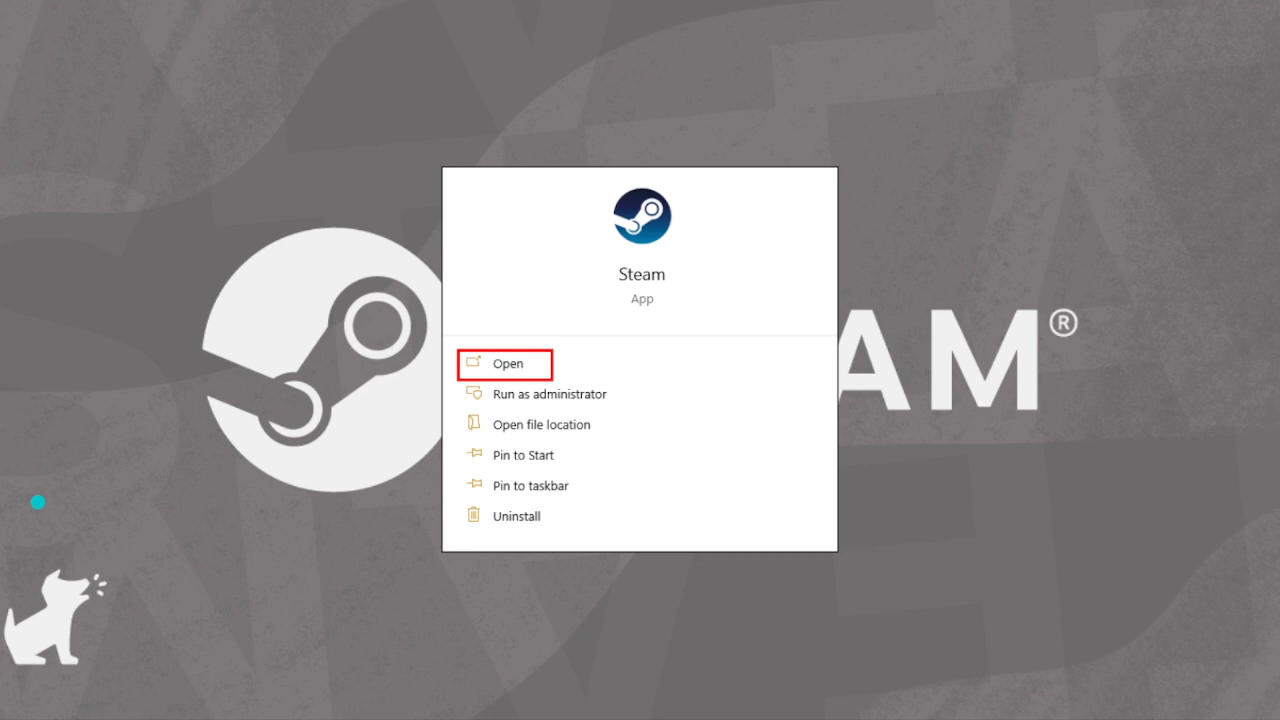 Steam
App
AM®
Open
Run as administrator
Open file location
Pin to Start
Pin to taskbar
Uninstall